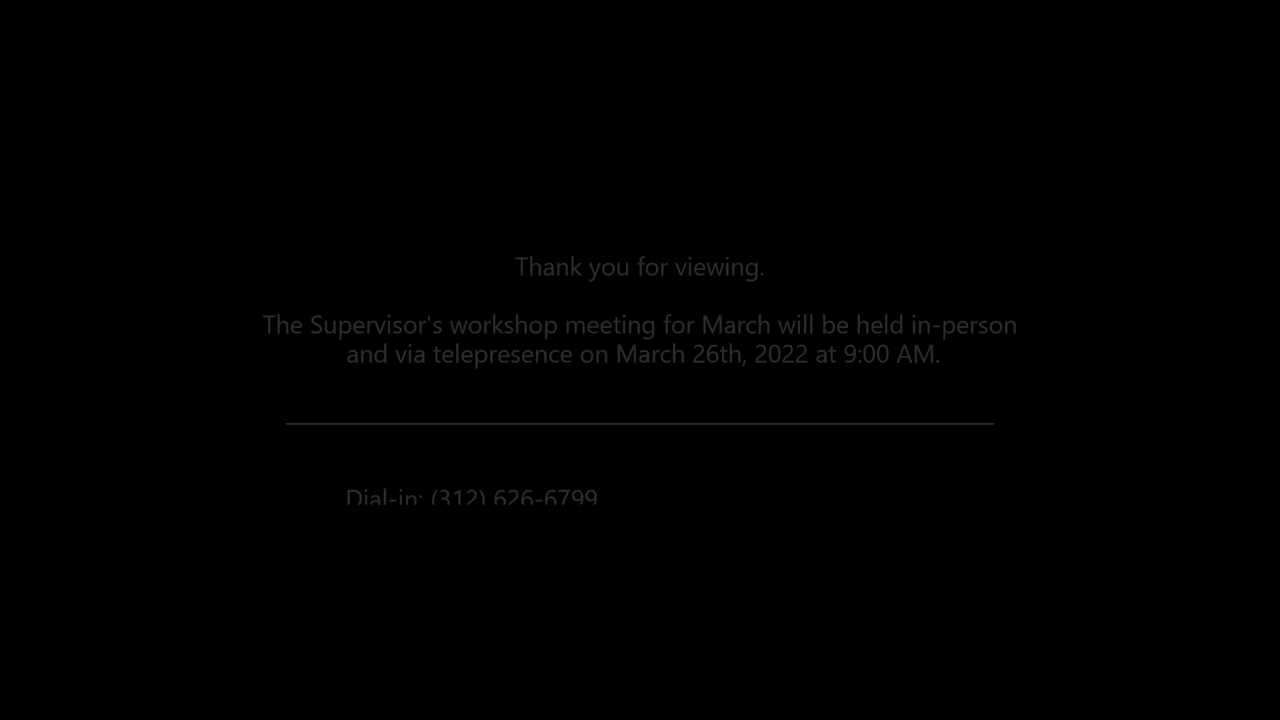 Thank you for viewing.
The Supervisor's workshop meeting for March will be held in-person
and via telepresence on March 26th, 2022 at 9:00 AM.
Dial-in: (312) 626-6799